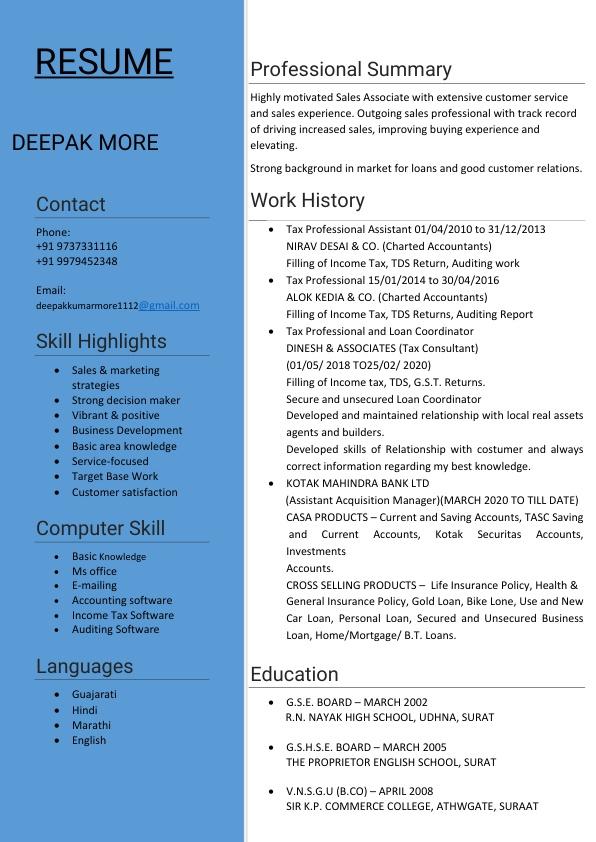 RESUME
DEEPAK MORE
Contact
Phone:
+91 9737331116
+91 9979452348
Email:
deepakkumarmore1112@gmail.com
Skill Highlights
• Sales & marketing
strategies
• Strong decision maker
• Vibrant & positive
• Business Development
• Basic area knowledge
• Service-focused
• Target Base Work
• Customer satisfaction
Computer Skill
• Basic Knowledge
• Ms office
• E-mailing
• Accounting software
• Income Tax Software
• Auditing Software
Languages
• Guajarati
• Hindi
• Marathi
• English
Professional Summary
Highly motivated Sales Associate with extensive customer service
and sales experience. Outgoing sales professional with track record
of driving increased sales, improving buying experience and
elevating.
Strong background in market for loans and good customer relations.
Work History
• Tax Professional Assistant 01/04/2010 to 31/12/2013
NIRAV DESAI & CO. (Charted Accountants)
Filling of Income Tax, TDS Return, Auditing work
• Tax Professional 15/01/2014 to 30/04/2016
ALOK KEDIA & CO. (Charted Accountants)
Filling of Income Tax, TDS Returns, Auditing Report
• Tax Professional and Loan Coordinator
DINESH & ASSOCIATES (Tax Consultant)
(01/05/ 2018 TO25/02/ 2020)
Filling of Income tax, TDS, G.S.T. Returns.
Secure and unsecured Loan Coordinator
Developed and maintained relationship with local real assets
agents and builders.
Developed skills of Relationship with costumer and always
correct information regarding my best knowledge.
• KOTAK MAHINDRA BANK LTD
(Assistant Acquisition Manager)(MARCH 2020 TO TILL DATE)
CASA PRODUCTS – Current and Saving Accounts, TASC Saving
and Current Accounts, Kotak Securitas Accounts,
Investments
Accounts.
CROSS SELLING PRODUCTS – Life Insurance Policy, Health &
General Insurance Policy, Gold Loan, Bike Lone, Use and New
Car Loan, Personal Loan, Secured and Unsecured Business
Loan, Home/Mortgage/ B.T. Loans.
Education
• G.S.E. BOARD – MARCH 2002
R.N. NAYAK HIGH SCHOOL, UDHNA, SURAT
• G.S.H.S.E. BOARD – MARCH 2005
THE PROPRIETOR ENGLISH SCHOOL, SURAT
• V.N.S.G.U (B.CO) – APRIL 2008
SIR K.P. COMMERCE COLLEGE, ATHWGATE, SURAAT